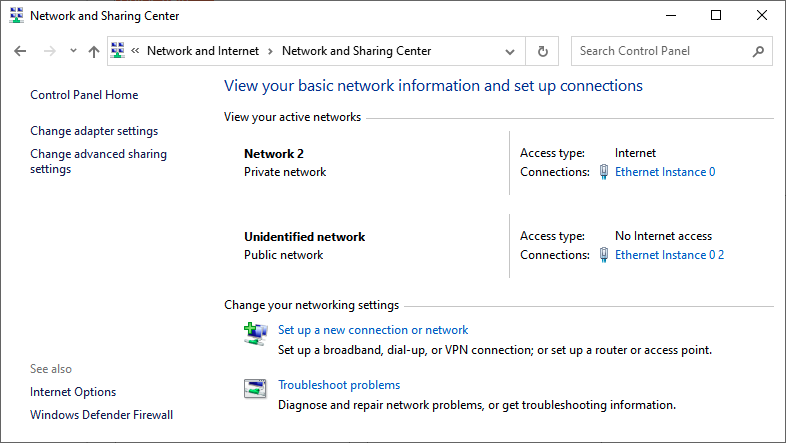 Network and Sharing Center
« Network and Internet > Network and Sharing Center
Search Control Panel
Control Panel Home
Change adapter settings
Change advanced sharing
settings
See also
Internet Options
Windows Defender Firewall
View your basic network information and set up connections
View your active networks
Network 2
Private network
Access type: Internet
Connections: Ethernet Instance 0
Unidentified network
Public network
Access type: No Internet access
Connections: Ethernet Instance 0 2
Change your networking settings
Set up a new connection or network
Set up a broadband, dial-up, or VPN connection; or set up a router or access point.
Troubleshoot problems
Diagnose and repair network problems, or get troubleshooting information.